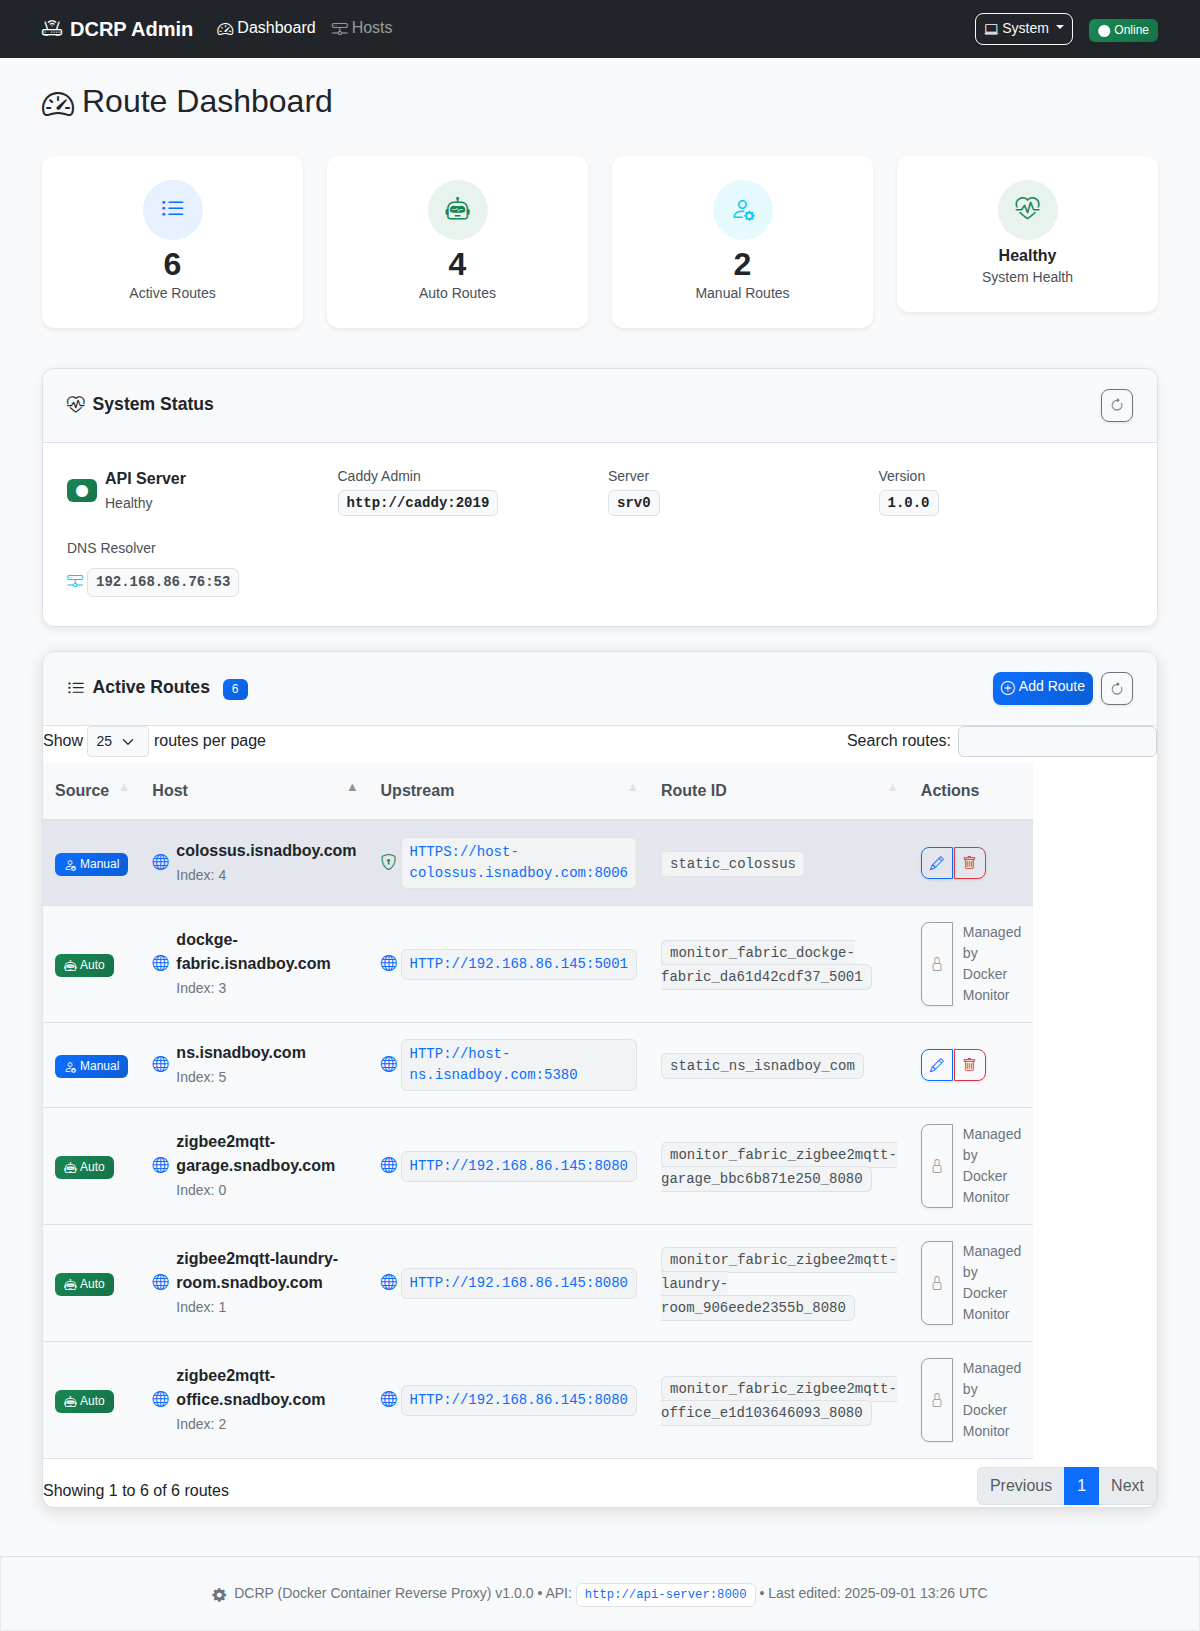 DCRP Admin Dashboard Hosts System Online
Route Dashboard
6
Active Routes
4
Auto Routes
2
Manual Routes
Healthy
System Health
System Status
API Server
Healthy
Caddy Admin
http://caddy:2019
Server
srv0
Version
1.0.0
DNS Resolver
192.168.86.76:53
Active Routes 6
Add Route
Show 25 routes per page
Search routes:
Source Host Upstream Route ID Actions
Manual
colossus.isnadboy.com
Index: 4
HTTPS://host-
colossus.isnadboy.com:8006
static_colossus
Auto
dockge-
fabric.isnadboy.com
Index: 3
HTTP://192.168.86.145:5001
monitor_fabric_dockge-
fabric_da61d42cdf37_5001
Managed
by
Docker
Monitor
Manual
ns.isnadboy.com
Index: 5
HTTP://host-
ns.isnadboy.com:5380
static_ns_isnadboy_com
Auto
zigbee2mqtt-
garage.snadboy.com
Index: 0
HTTP://192.168.86.145:8080
monitor_fabric_zigbee2mqtt-
garage_bbc6b871e250_8080
Managed
by
Docker
Monitor
Auto
zigbee2mqtt-laundry-
room.snadboy.com
Index: 1
HTTP://192.168.86.145:8080
monitor_fabric_zigbee2mqtt-
laundry-
room_906eede2355b_8080
Managed
by
Docker
Monitor
Auto
zigbee2mqtt-
office.snadboy.com
Index: 2
HTTP://192.168.86.145:8080
monitor_fabric_zigbee2mqtt-
office_e1d103646093_8080
Managed
by
Docker
Monitor
Showing 1 to 6 of 6 routes
Previous 1 Next
DCRP (Docker Container Reverse Proxy) v1.0.0 • API: http://api-server:8000 • Last edited: 2025-09-01 13:26 UTC